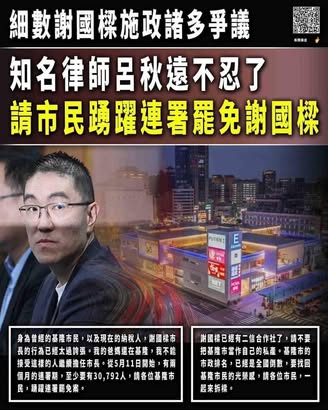 細數謝國樑施政諸多爭議
知名律師呂秋遠不忍了
請市民踴躍連署罷免謝國樑
身為曾經的基隆市民，以及現在的納稅人，謝國樑市
長的行為已經太過誇張。我的爸媽還在基隆，我不能
接受這樣的人繼續擔任市長。從5月11日開始，有兩
個月的連署期，至少要有30,792人，請各位基隆市
民，踴躍連署罷免案。
謝國樑已經有二信合作社了，請不要
把基隆市當作自己的私產。基隆市的
市政排名，已經是全國倒數，要找回
基隆市民的光榮感，請各位市民，一
起來拆樑。